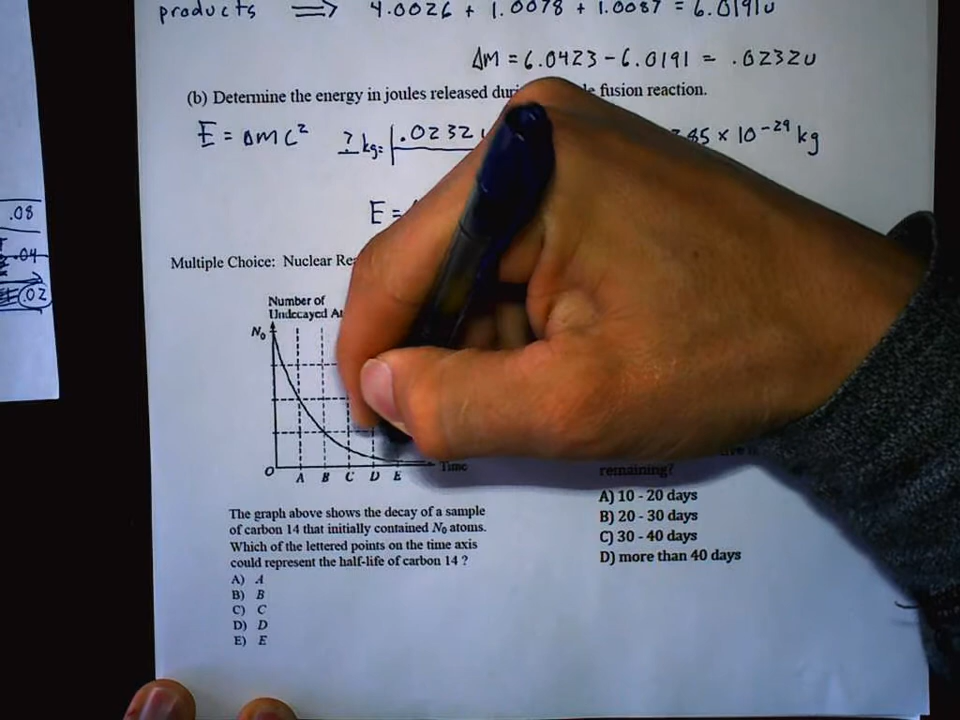 products ⟹ 4.0026 + 1.0078 + 1.0087 = 6.0191u
ΔM = 6.0423 - 6.0191 = .0232u
(b) Determine the energy in joules released fusion reaction.
E = ΔMC² ? kg= .0232 85 × 10⁻²⁹ kg
E =
.08
.04
.02
Multiple Choice: Nuclear
Number of
Undecayed
N₀
O A B C D E Time
The graph above shows the decay of a sample
of carbon 14 that initially contained N₀ atoms.
Which of the lettered points on the time axis
could represent the half-life of carbon 14 ?
A) A
B) B
C) C
D) D
E) E
remaining?
A) 10 - 20 days
B) 20 - 30 days
C) 30 - 40 days
D) more than 40 days